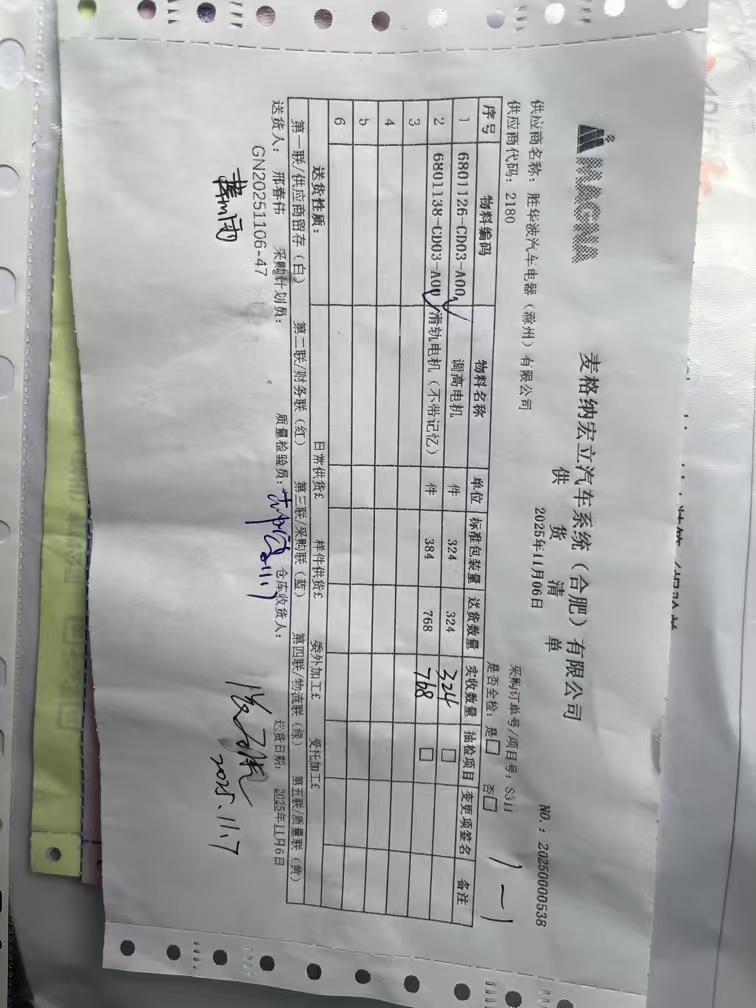 MAGNA
麦格纳宏立汽车系统（合肥）有限公司
供 货 清 单
NO.: 20250000538
供应商名称：胜华波汽车电器（滁州）有限公司
2025年11月06日
采购订单号/项目号：S311
供应商代码：2180
是否全检：是□ 否□
1-1
序号 物料编码 物料名称 单位 标准包装量 送货数量 实收数量 抽检项目 变更项签名 备注
1 6801126-CD03-A00 调高电机 件 324 324 324 □
2 6801138-CD03-A00 滑轨电机（不带记忆） 件 384 768 768 □
3
4
5
6
送货性质： 日常供货£ 样件供货£ 委外加工£ 受托加工£
第一联/供应商留存（白） 第二联/财务联（红） 第三联/采购联（蓝） 第四联/物流联（绿） 第五联/质量联（黄）
送货人：邢春伟 采购计划员： 质量检验员： 11.7 仓库收货人： 送货日期：2025年11月6日
GN20251106-47
2025.11.7